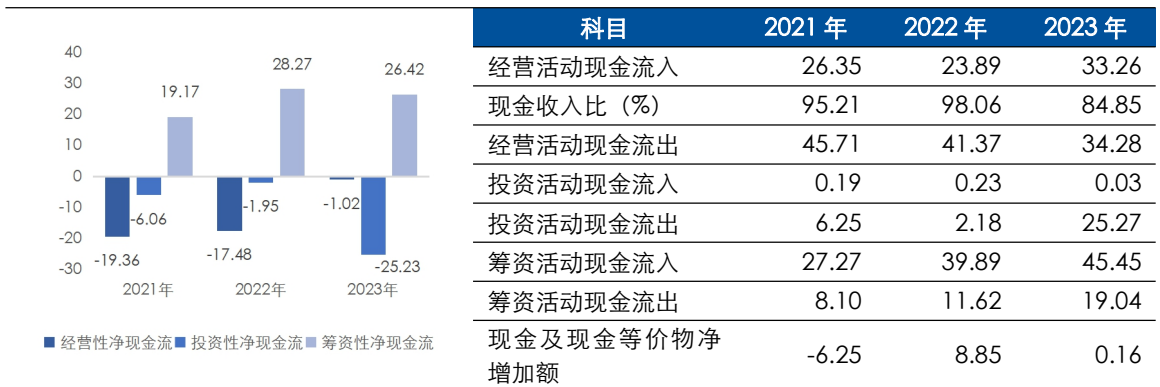 40
30
20
10
0
-10
-20
-30
19.17
28.27
26.42
-6.06
-1.95
-1.02
-19.36
-17.48
-25.23
2021年
2022年
2023年
经营性净现金流 投资性净现金流 筹资性净现金流
科目 2021 年 2022 年 2023 年
经营活动现金流入 26.35 23.89 33.26
现金收入比（%） 95.21 98.06 84.85
经营活动现金流出 45.71 41.37 34.28
投资活动现金流入 0.19 0.23 0.03
投资活动现金流出 6.25 2.18 25.27
筹资活动现金流入 27.27 39.89 45.45
筹资活动现金流出 8.10 11.62 19.04
现金及现金等价物净
增加额 -6.25 8.85 0.16